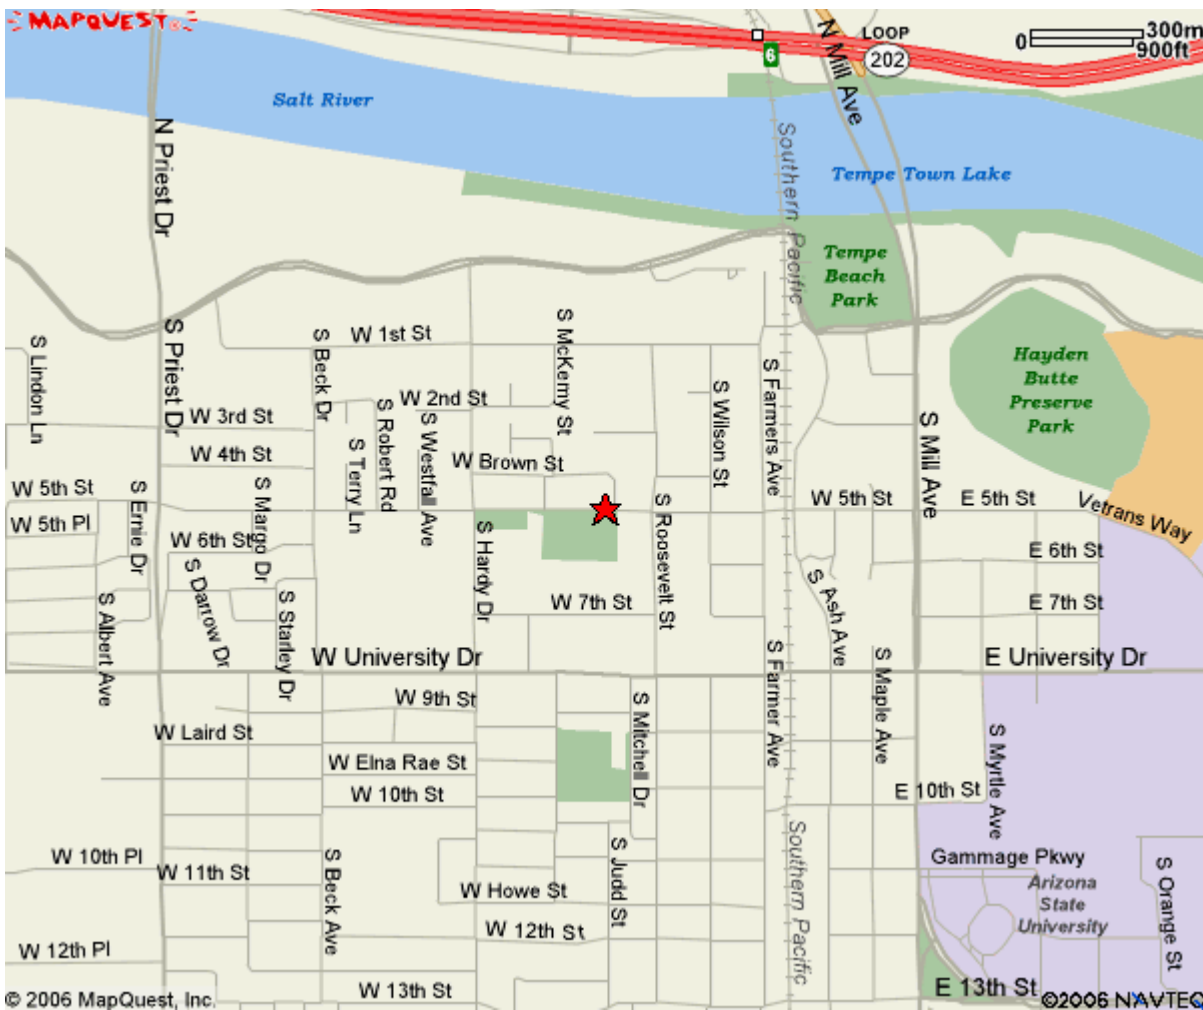 MAPQUEST
LOOP
202
0
300m
900ft
6
N Mill Ave
Salt River
N Priest Dr
Southern Pacific
Tempe Town Lake
Tempe
Beach
Park
S Lindon Ln
S Priest Dr
S Beck Dr
W 1st St
S McKemy St
S Farmers Ave
Hayden
Butte
Preserve
Park
W 2nd St
S Wilson St
W 3rd St
S Robert Rd
S Westfall Ave
S Mill Ave
W 4th St
S Terry Ln
W Brown St
W 5th St
S Ernie Dr
S Margo Dr
S Roosevelt St
W 5th St
E 5th St
Vetrans Way
W 5th Pl
W 6th St
S Hardy Dr
E 6th St
S Darrow Dr
S Ash Ave
S Albert Ave
S Starley Dr
W 7th St
E 7th St
W University Dr
S Farmer Ave
S Maple Ave
E University Dr
W 9th St
S Mitchell Dr
W Laird St
S Myrtle Ave
W Elna Rae St
W 10th St
E 10th St
W 10th Pl
S Beck Ave
S Judd St
Southern Pacific
Gammage Pkwy
S Orange St
W 11th St
W Howe St
Arizona
State
University
W 12th St
W 12th Pl
W 13th St
E 13th St
© 2006 MapQuest, Inc.
©2006 NAVTEQ